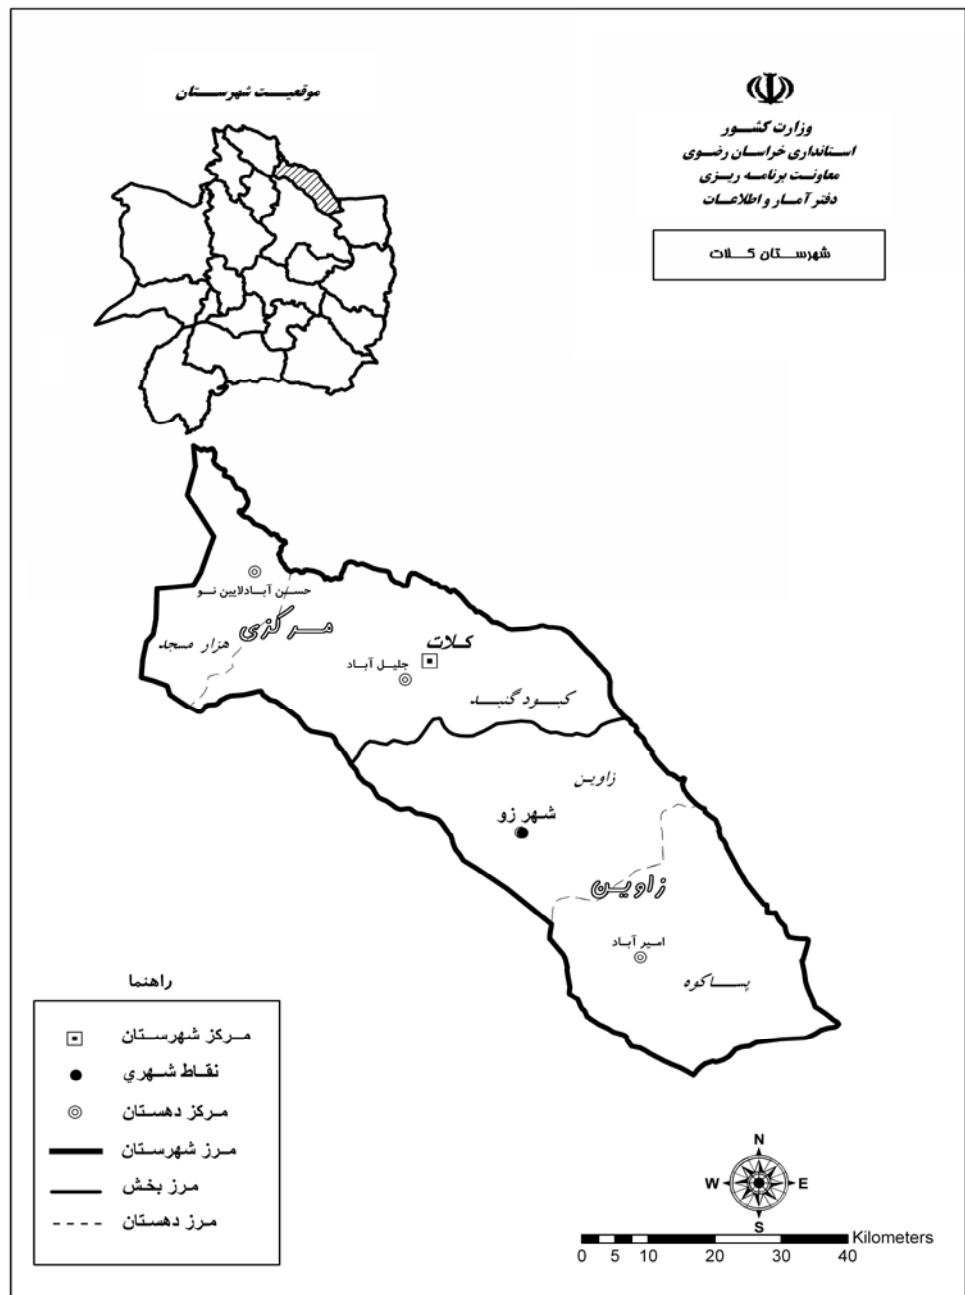 موقعیت شهرستان
وزارت کشور
استانداری خراسان رضوی
معاونت برنامه ریزی
دفتر آمار و اطلاعات
شهرستان کلات
حسن آبادلایین نو
مرکزی
هزار مسجد
کلات
جلیل آباد
کبود گنبد
زاوین
شهر زو
زاوین
امیر آباد
پساکوه
راهنما
مرکز شهرستان
نقاط شهري
مرکز دهستان
مرز شهرستان
مرز بخش
مرز دهستان
N
W E
S
Kilometers
0 5 10 20 30 40